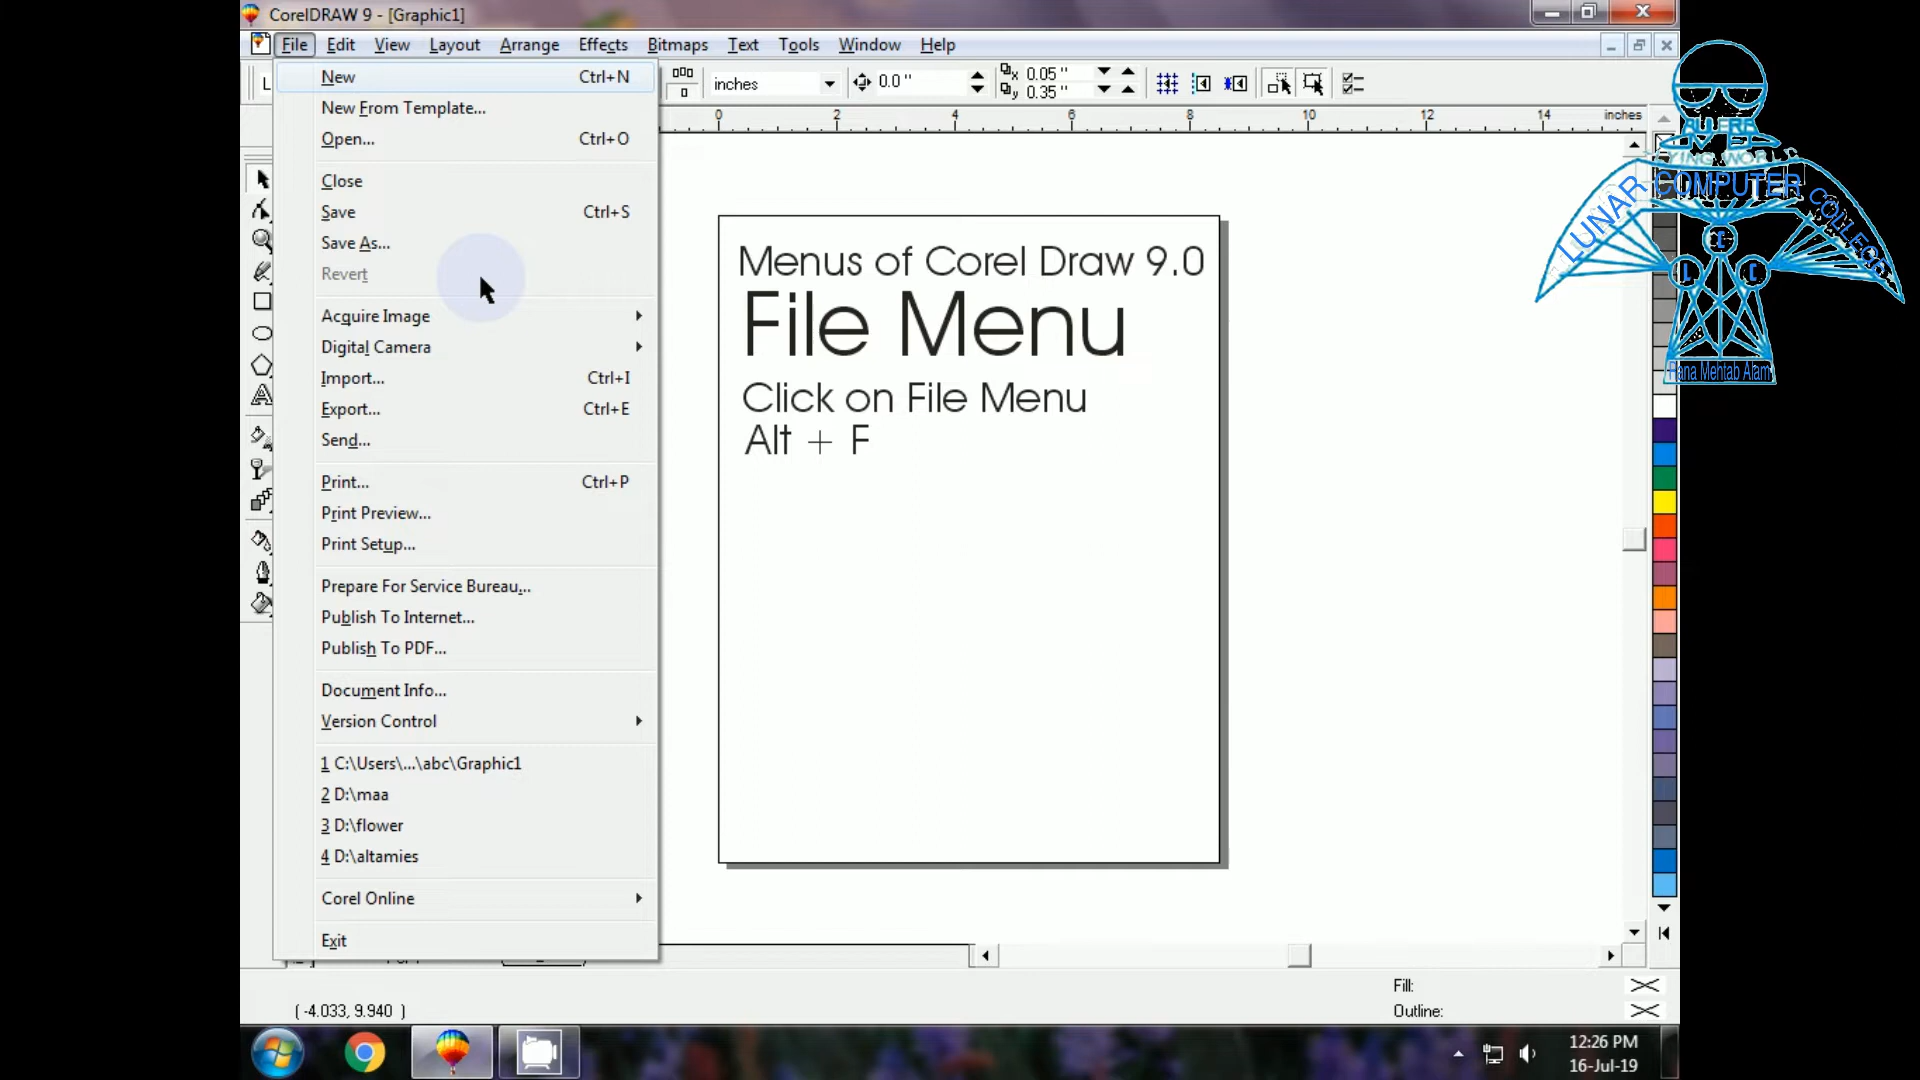 CorelDRAW 9 - [Graphic1]
File Edit View Layout Arrange Effects Bitmaps Text Tools Window Help
New Ctrl+N
New From Template...
Open... Ctrl+O
Close
Save Ctrl+S
Save As...
Revert
Acquire Image
Digital Camera
Import... Ctrl+I
Export... Ctrl+E
Send...
Print... Ctrl+P
Print Preview...
Print Setup...
Prepare For Service Bureau...
Publish To Internet...
Publish To PDF...
Document Info...
Version Control
1 C:\Users\...\abc\Graphic1
2 D:\maa
3 D:\flower
4 D:\altamies
Corel Online
Exit
inches
0.0 "
x 0.05 "
y 0.35 "
0 2 4 6 8 10 12 14 inches
Menus of Corel Draw 9.0
File Menu
Click on File Menu
Alt + F
LUNAR COMPUTER COLLEGE
Rana Mehtab Alam
( -4.033, 9.940 )
Fill:
Outline:
12:26 PM
16-Jul-19